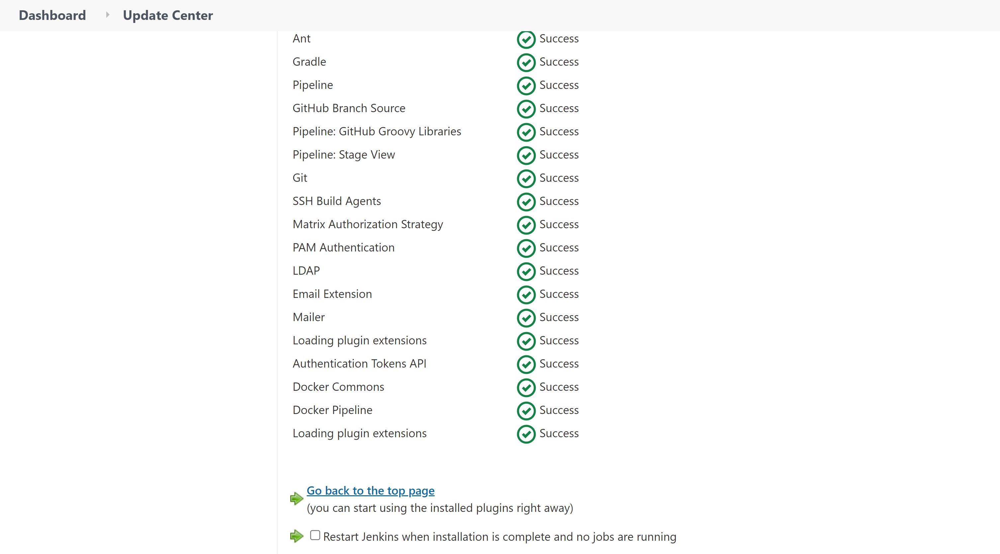 Dashboard Update Center
Ant Success
Gradle Success
Pipeline Success
GitHub Branch Source Success
Pipeline: GitHub Groovy Libraries Success
Pipeline: Stage View Success
Git Success
SSH Build Agents Success
Matrix Authorization Strategy Success
PAM Authentication Success
LDAP Success
Email Extension Success
Mailer Success
Loading plugin extensions Success
Authentication Tokens API Success
Docker Commons Success
Docker Pipeline Success
Loading plugin extensions Success
Go back to the top page
(you can start using the installed plugins right away)
Restart Jenkins when installation is complete and no jobs are running